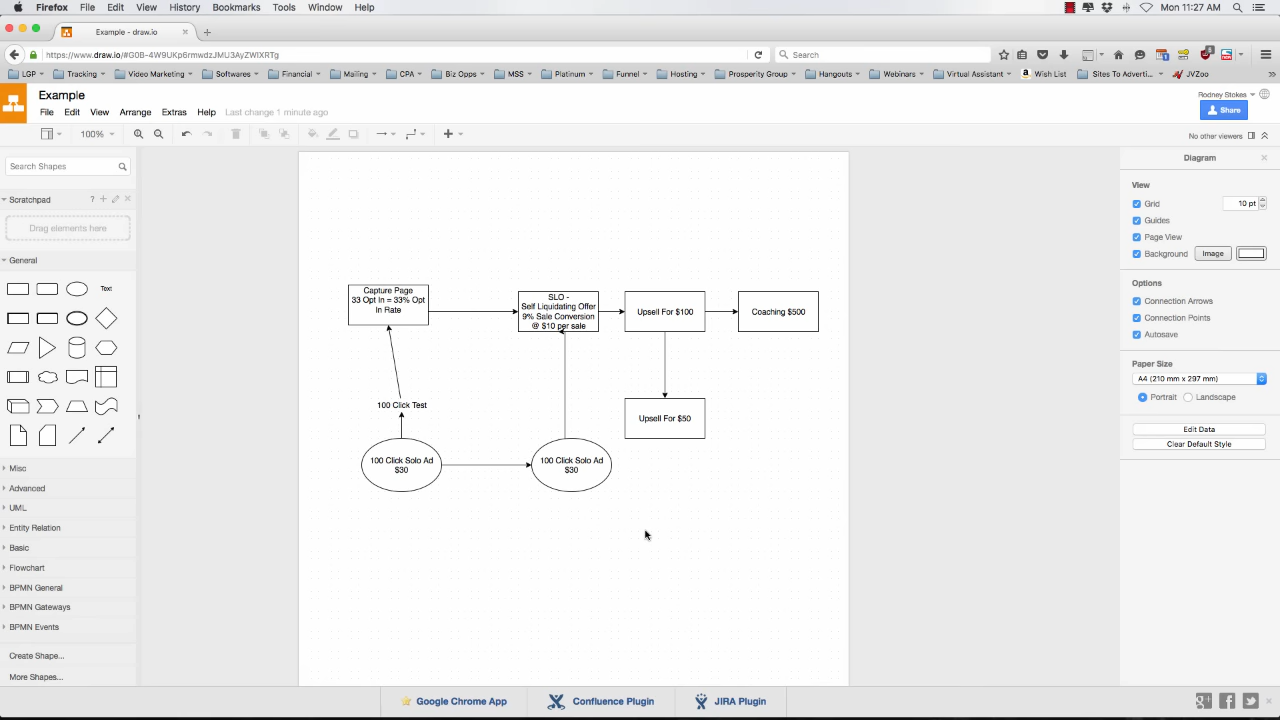 Firefox File Edit View History Bookmarks Tools Window Help Mon 11:27 AM
Example - draw.io
https://www.draw.io/#G0B-4W9UKp6rmwdzJMU3AyZWlXRTg Search
LGP Tracking Video Marketing Softwares Financial Mailing CPA Biz Opps MSS Platinum Funnel Hosting Prosperity Group Hangouts Webinars Virtual Assistant Wish List Sites To Adverti... JVZoo
Example
Rodney Stokes
File Edit View Arrange Extras Help Last change 1 minute ago
Share
100%
No other viewers
Search Shapes
Scratchpad
Drag elements here
General
Text
Misc
Advanced
UML
Entity Relation
Basic
Flowchart
BPMN General
BPMN Gateways
BPMN Events
Create Shape...
More Shapes...
Capture Page
33 Opt In = 33% Opt
In Rate
SLO -
Self Liquidating Offer
9% Sale Conversion
@ $10 per sale
Upsell For $100
Coaching $500
100 Click Test
Upsell For $50
100 Click Solo Ad
$30
100 Click Solo Ad
$30
Diagram
View
Grid 10 pt
Guides
Page View
Background Image
Options
Connection Arrows
Connection Points
Autosave
Paper Size
A4 (210 mm x 297 mm)
Portrait Landscape
Edit Data
Clear Default Style
Google Chrome App Confluence Plugin JIRA Plugin